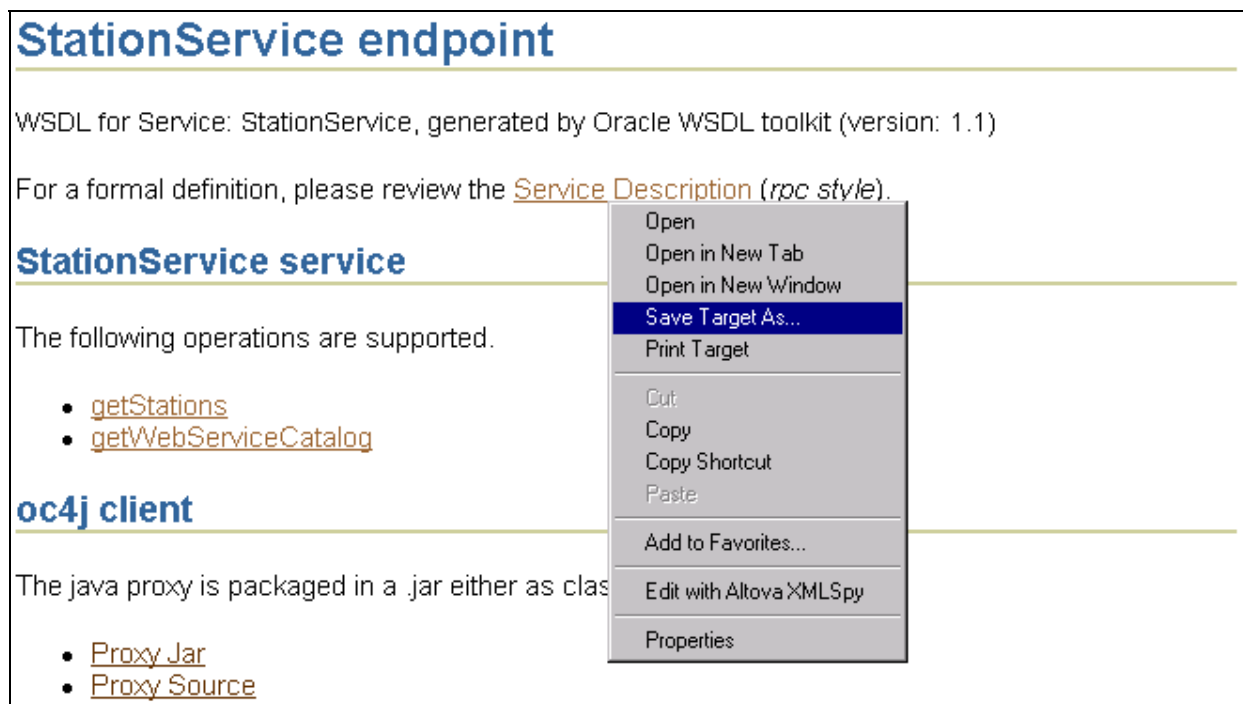 StationService endpoint
WSDL for Service: StationService, generated by Oracle WSDL toolkit (version: 1.1)
For a formal definition, please review the Service Description (rpc style).
StationService service
The following operations are supported.
• getStations
• getWebServiceCatalog
oc4j client
The java proxy is packaged in a .jar either as clas
• Proxy Jar
• Proxy Source
Open
Open in New Tab
Open in New Window
Save Target As...
Print Target
Cut
Copy
Copy Shortcut
Paste
Add to Favorites...
Edit with Altova XMLSpy
Properties